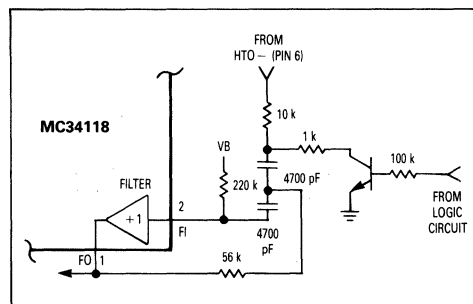 FROM
HTO – (PIN 6)
MC34118
10 k
1 k
VB
4700 pF
100 k
FILTER
220 k
+1
2
FI
4700
pF
FROM
LOGIC
CIRCUIT
FO
1
56 k